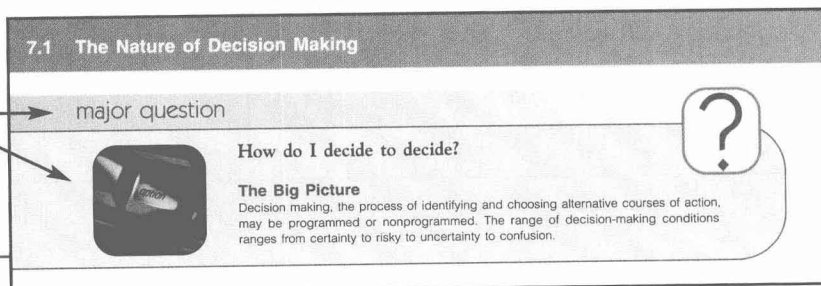 7.1 The Nature of Decision Making
major question
?
How do I decide to decide?
option
The Big Picture
Decision making, the process of identifying and choosing alternative courses of action,
may be programmed or nonprogrammed. The range of decision-making conditions
ranges from certainty to risky to uncertainty to confusion.